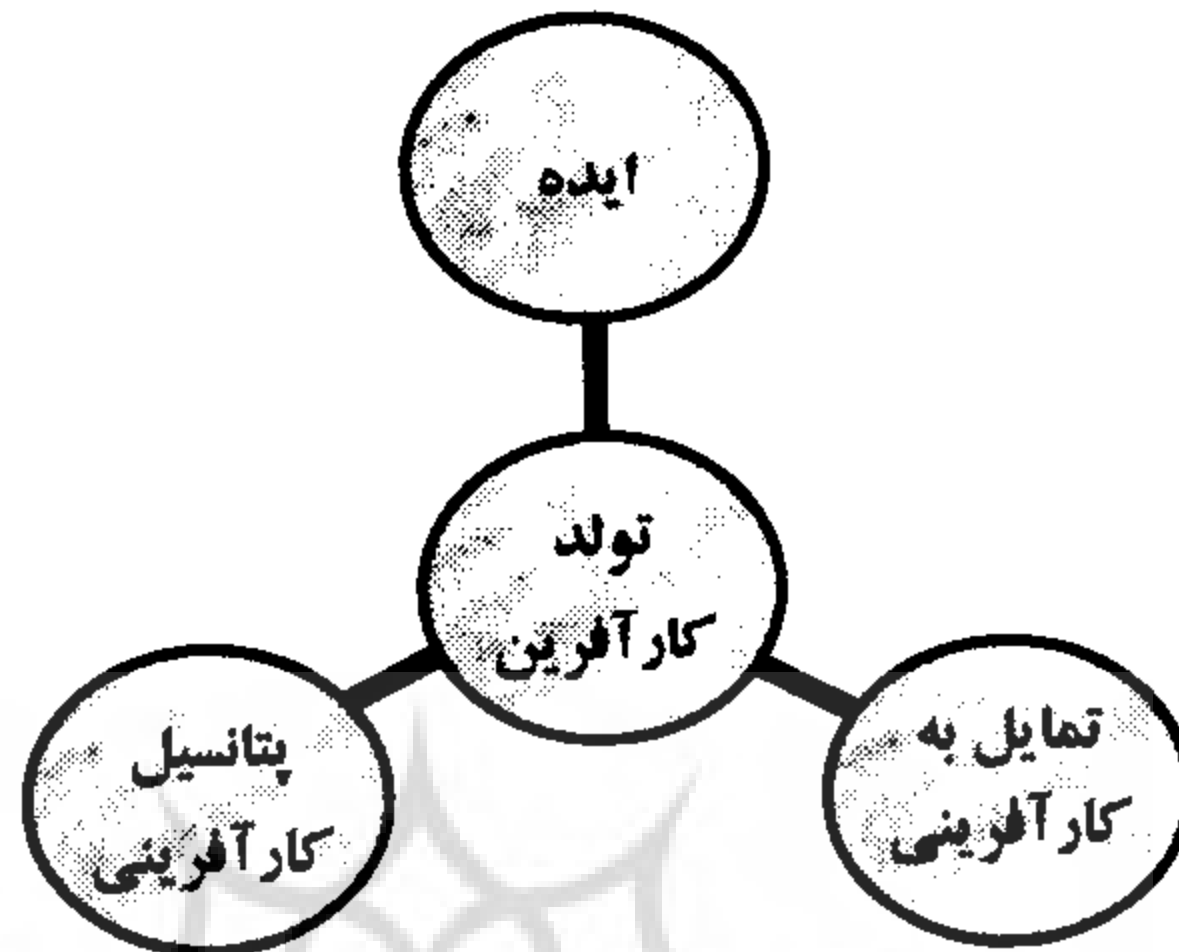 ایده
تولد
کارآفرین
تمایل به
کارآفرینی
پتانسیل
کارآفرینی